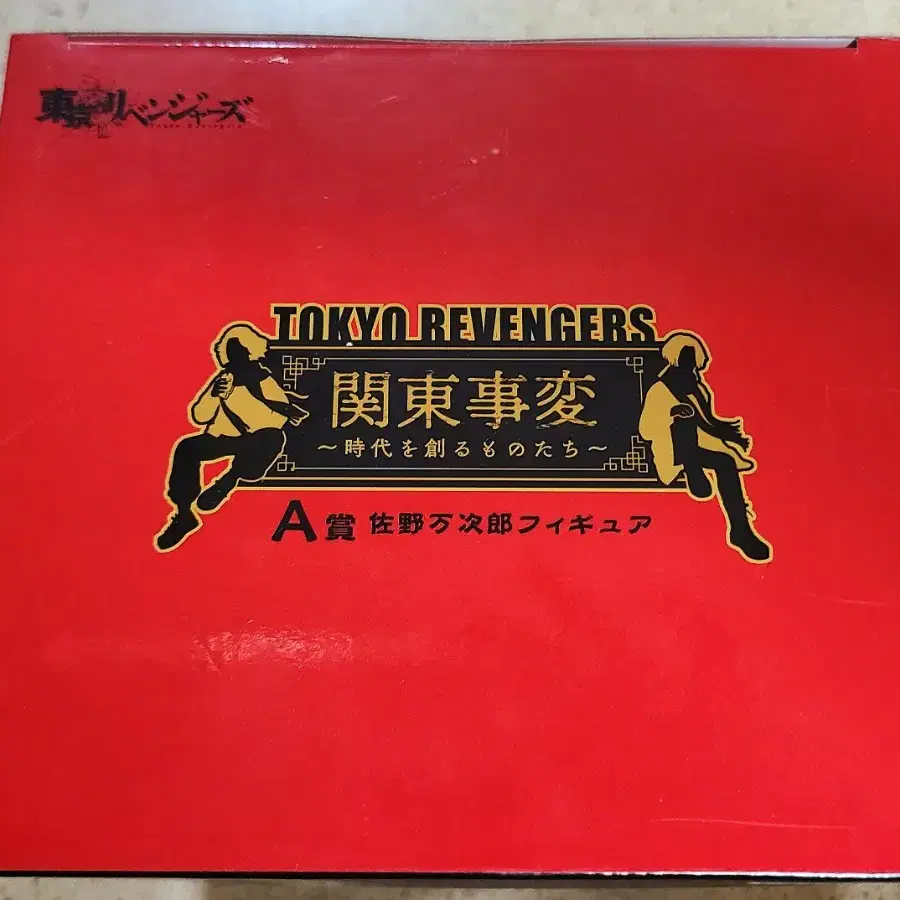 東京リベンジャーズ
TOKYO REVENGERS
関東事変
～時代を創るものたち～
A賞 佐野万次郎フィギュア